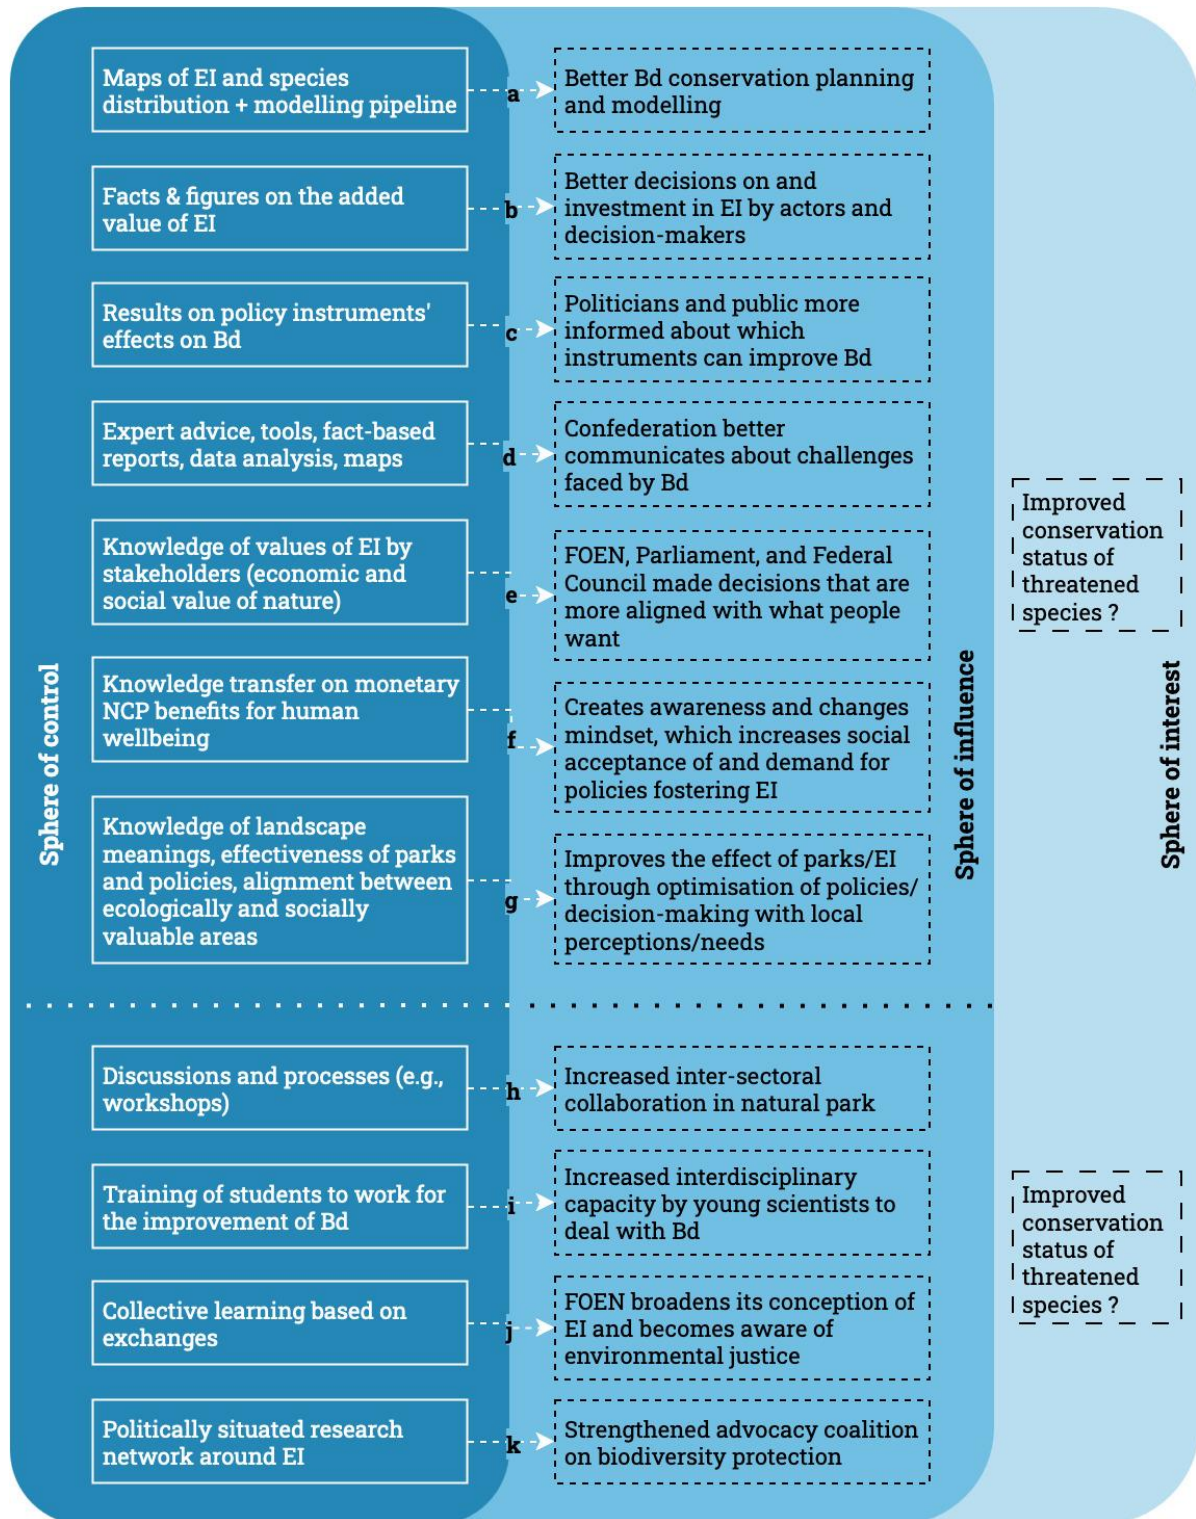 Maps of EI and species
distribution + modelling pipeline
a
Better Bd conservation planning
and modelling
Facts & figures on the added
value of EI
b
Better decisions on and
investment in EI by actors and
decision-makers
Results on policy instruments'
effects on Bd
c
Politicians and public more
informed about which
instruments can improve Bd
Expert advice, tools, fact-based
reports, data analysis, maps
d
Confederation better
communicates about challenges
faced by Bd
Knowledge of values of EI by
stakeholders (economic and
social value of nature)
e
FOEN, Parliament, and Federal
Council made decisions that are
more aligned with what people
want
Knowledge transfer on monetary
NCP benefits for human
wellbeing
f
Creates awareness and changes
mindset, which increases social
acceptance of and demand for
policies fostering EI
Knowledge of landscape
meanings, effectiveness of parks
and policies, alignment between
ecologically and socially
valuable areas
g
Improves the effect of parks/EI
through optimisation of policies/
decision-making with local
perceptions/needs
Discussions and processes (e.g.,
workshops)
h
Increased inter-sectoral
collaboration in natural park
Training of students to work for
the improvement of Bd
i
Increased interdisciplinary
capacity by young scientists to
deal with Bd
Collective learning based on
exchanges
j
FOEN broadens its conception of
EI and becomes aware of
environmental justice
Politically situated research
network around EI
k
Strengthened advocacy coalition
on biodiversity protection
Improved
conservation
status of
threatened
species ?
Improved
conservation
status of
threatened
species ?
Sphere of control
Sphere of influence
Sphere of interest